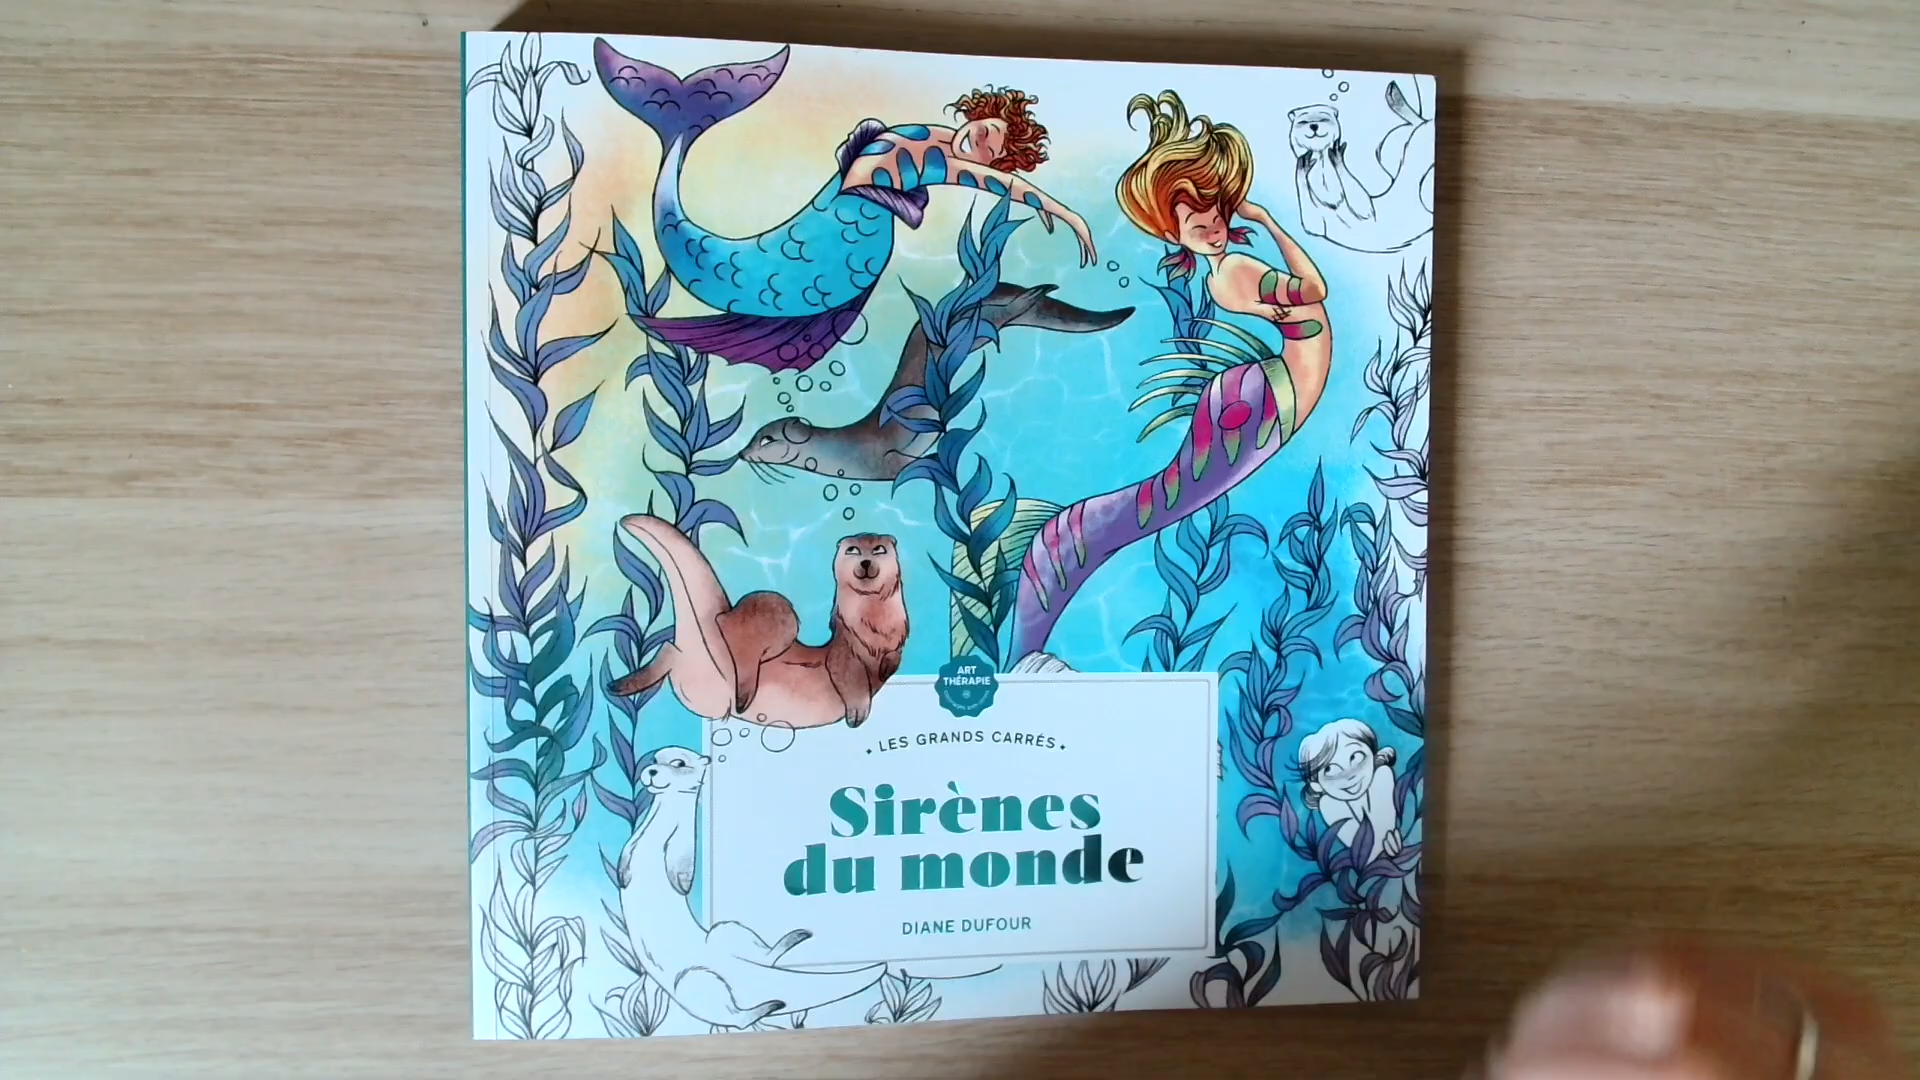 ART
THÉRAPIE
• LES GRANDS CARRÉS •
Sirènes
du monde
DIANE DUFOUR